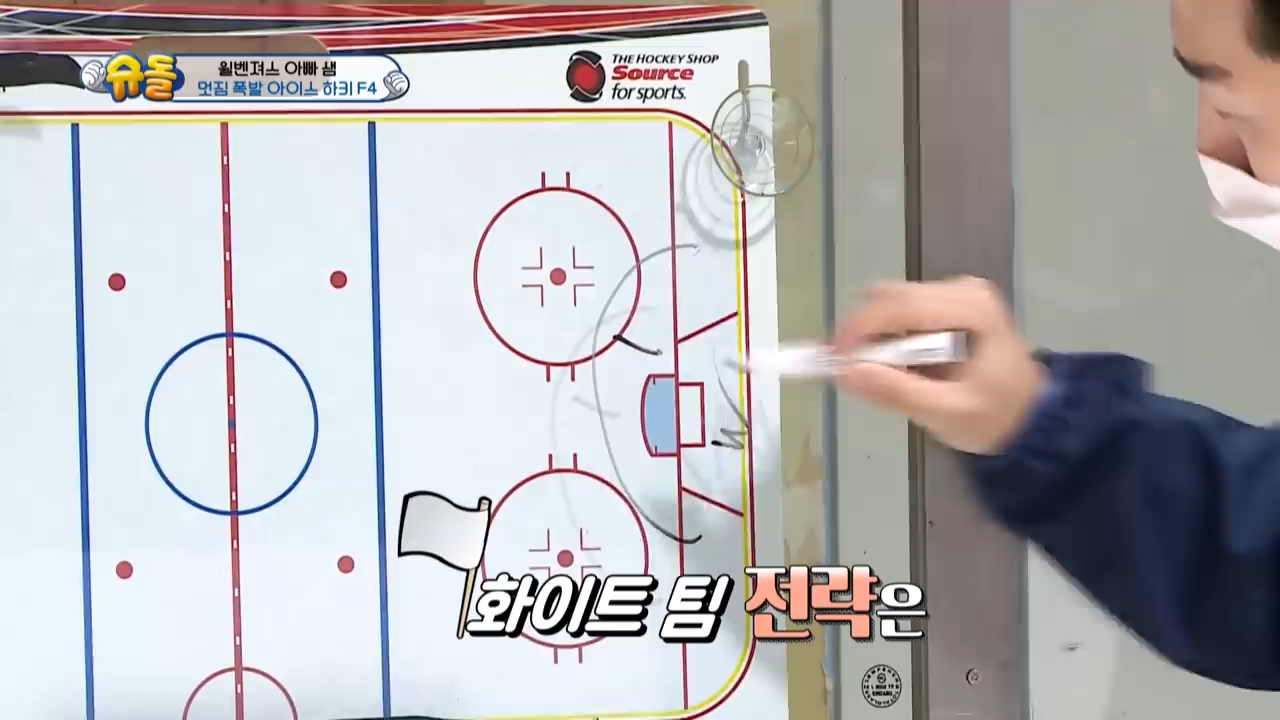 슈돌
윌벤져스 아빠 샘
멋짐 폭발 아이스 하키 F4
THE HOCKEY SHOP
Source
for sports.
화이트 팀 전략은